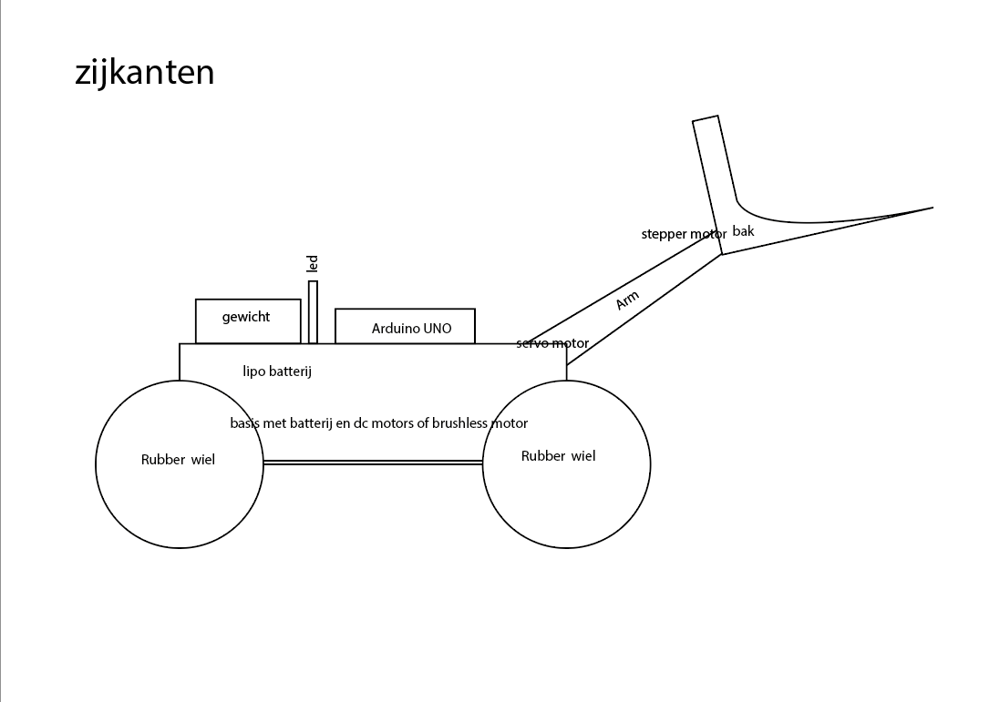 zijkanten
stepper motor
bak
led
Arm
gewicht
Arduino UNO
servo motor
lipo batterij
basis met batterij en dc motors of brushless motor
Rubber wiel
Rubber wiel